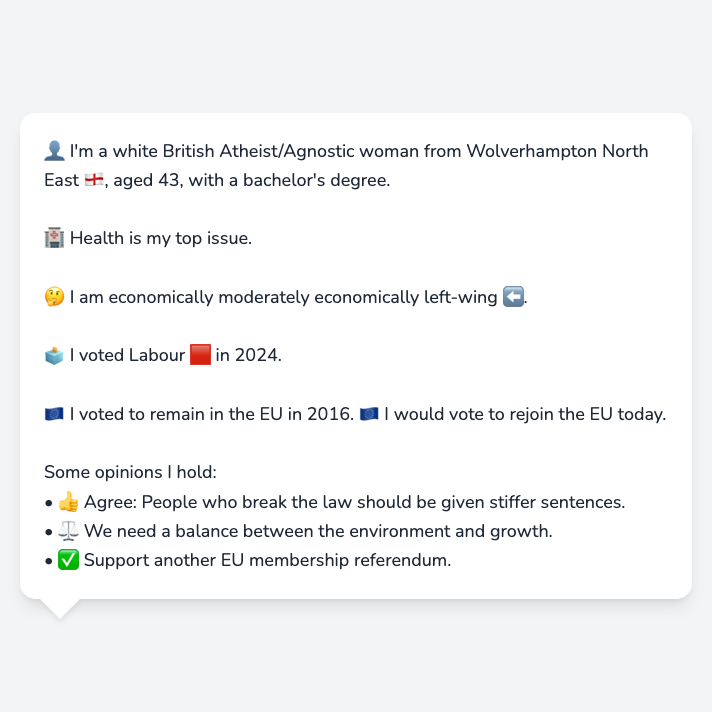 👤 I'm a white British Atheist/Agnostic woman from Wolverhampton North
East 🏴󠁧󠁢󠁥󠁮󠁧󠁿, aged 43, with a bachelor's degree.
🏥 Health is my top issue.
🤔 I am economically moderately economically left-wing ⬅️.
🗳️ I voted Labour 🟥 in 2024.
🇪🇺 I voted to remain in the EU in 2016. 🇪🇺 I would vote to rejoin the EU today.
Some opinions I hold:
• 👍 Agree: People who break the law should be given stiffer sentences.
• ⚖️ We need a balance between the environment and growth.
• ✅ Support another EU membership referendum.